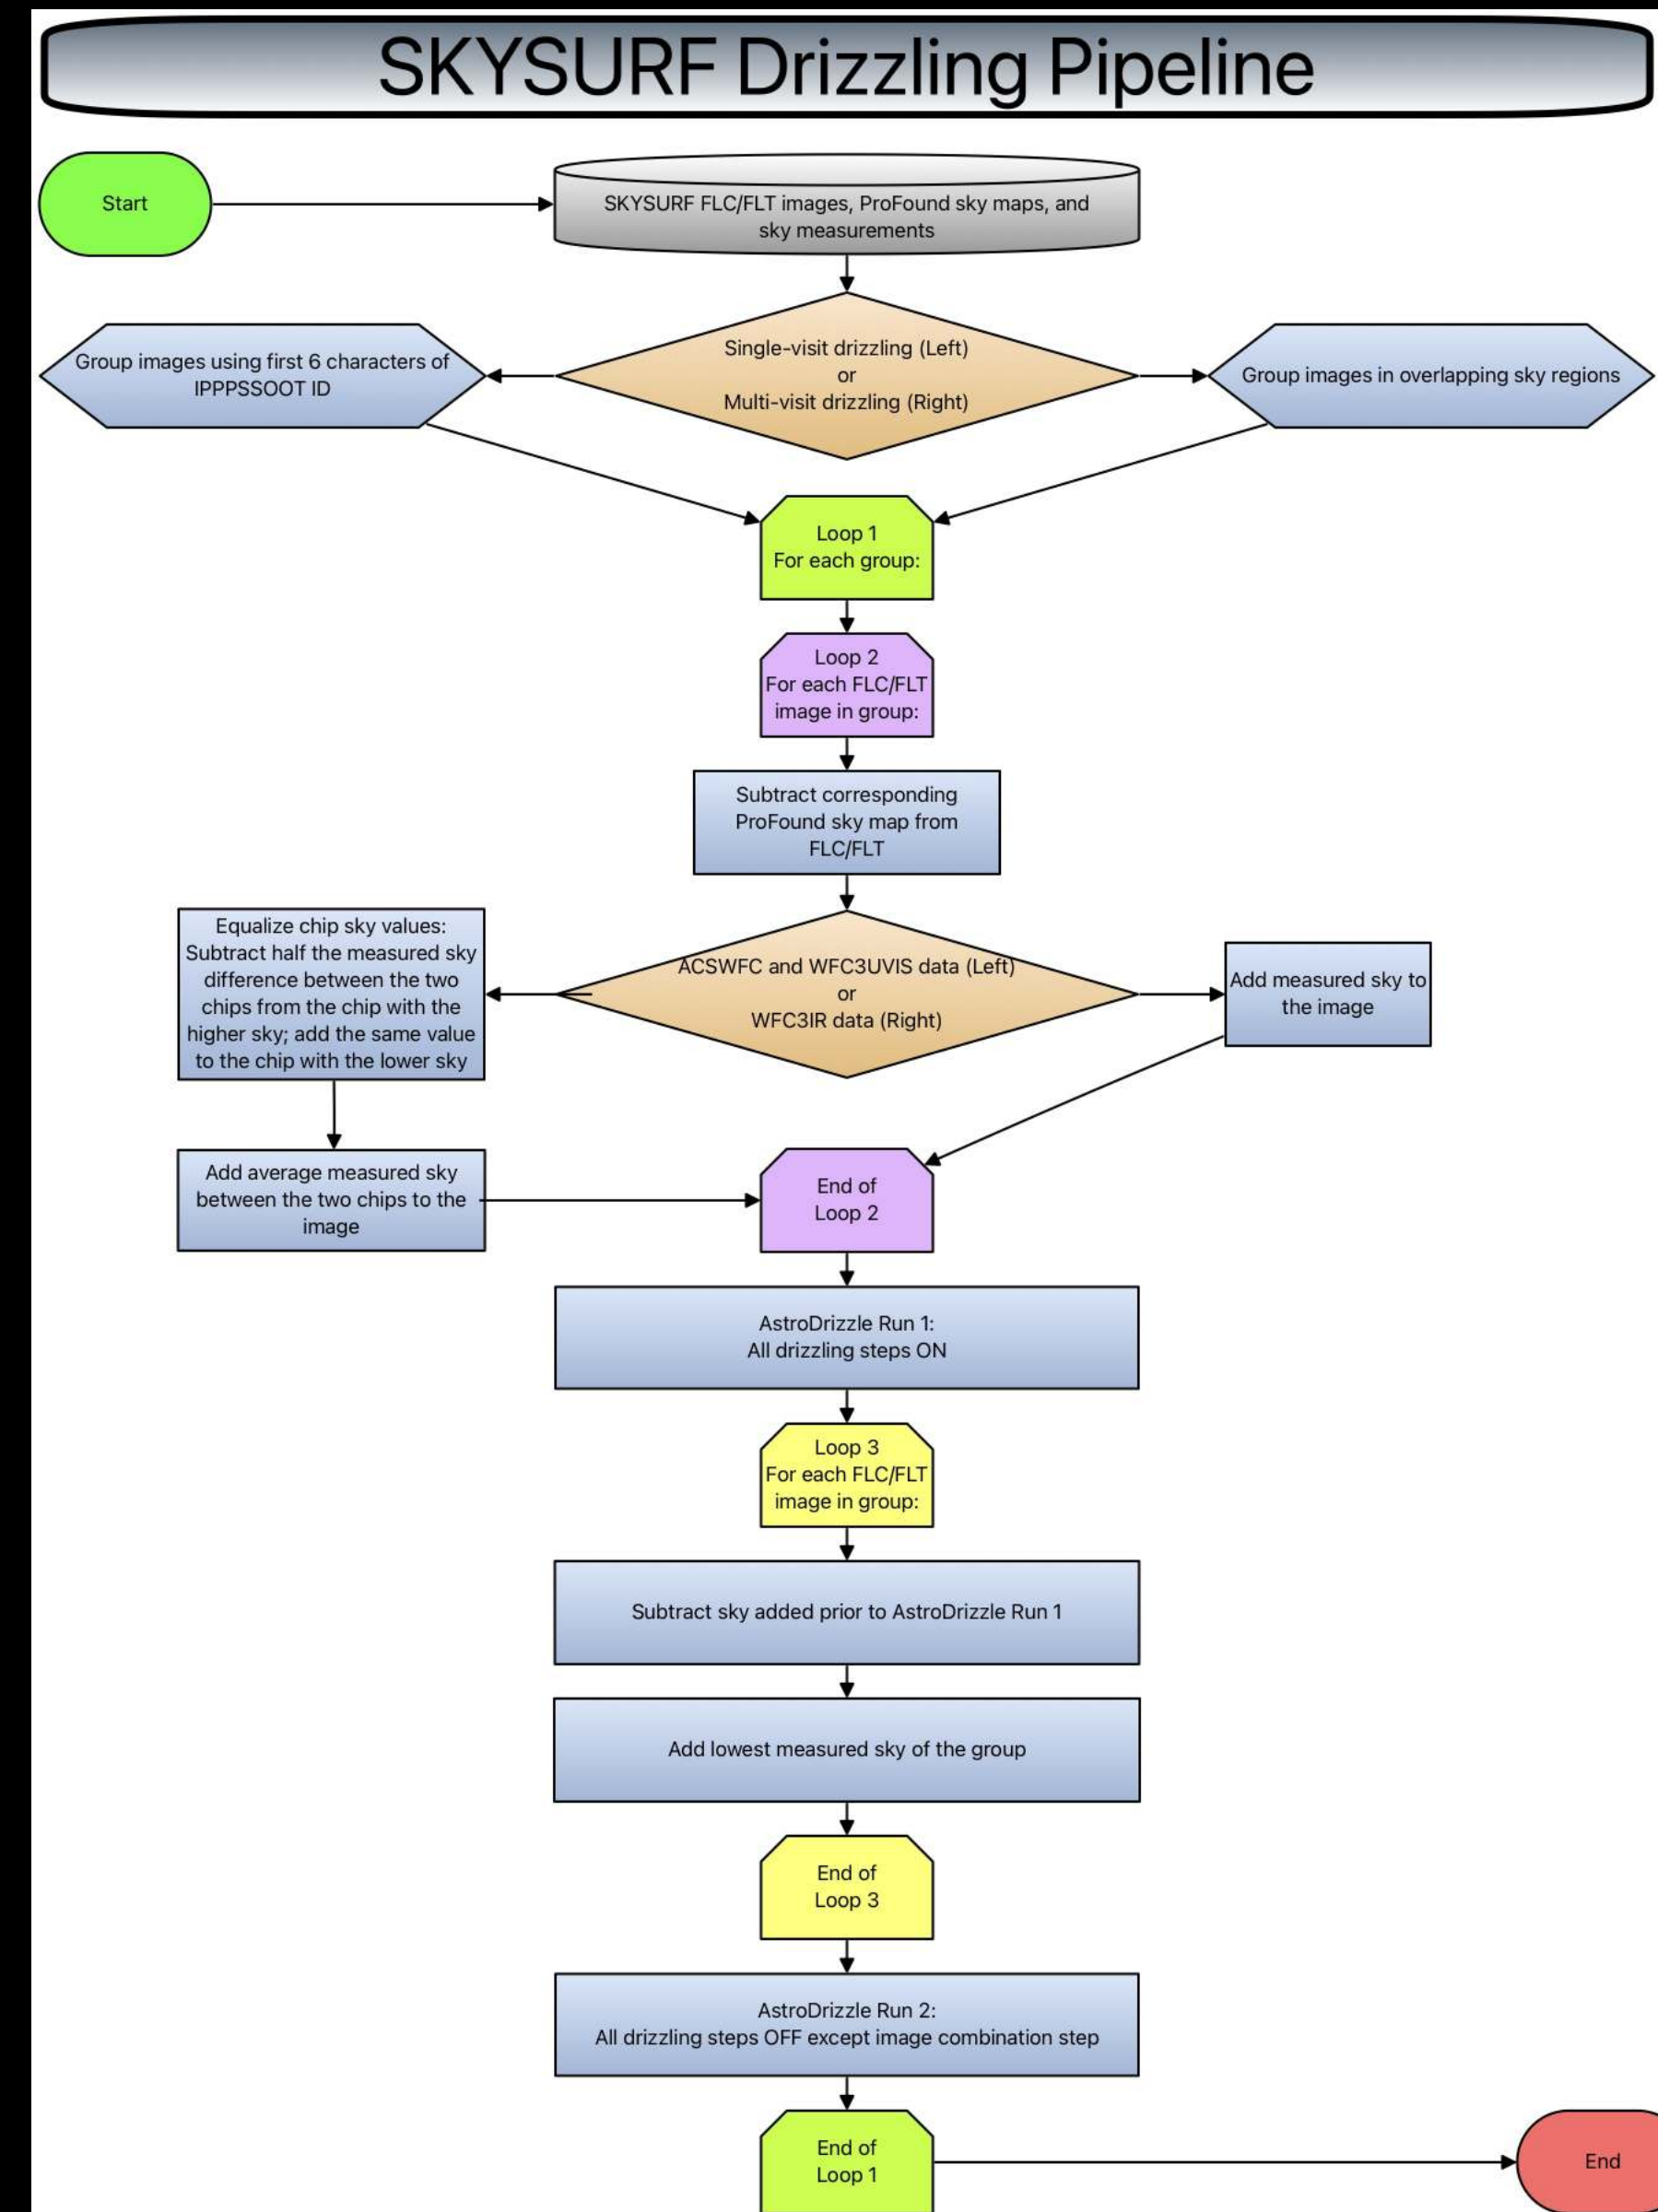 SKYSURF Drizzling Pipeline
Start
SKYSURF FLC/FLT images, ProFound sky maps, and
sky measurements
Group images using first 6 characters of
IPPPSSOOT ID
Single-visit drizzling (Left)
or
Multi-visit drizzling (Right)
Group images in overlapping sky regions
Loop 1
For each group:
Loop 2
For each FLC/FLT
image in group:
Subtract corresponding
ProFound sky map from
FLC/FLT
Equalize chip sky values:
Subtract half the measured sky
difference between the two
chips from the chip with the
higher sky; add the same value
to the chip with the lower sky
ACSWFC and WFC3UVIS data (Left)
or
WFC3IR data (Right)
Add measured sky to
the image
Add average measured sky
between the two chips to the
image
End of
Loop 2
AstroDrizzle Run 1:
All drizzling steps ON
Loop 3
For each FLC/FLT
image in group:
Subtract sky added prior to AstroDrizzle Run 1
Add lowest measured sky of the group
End of
Loop 3
AstroDrizzle Run 2:
All drizzling steps OFF except image combination step
End of
Loop 1
End